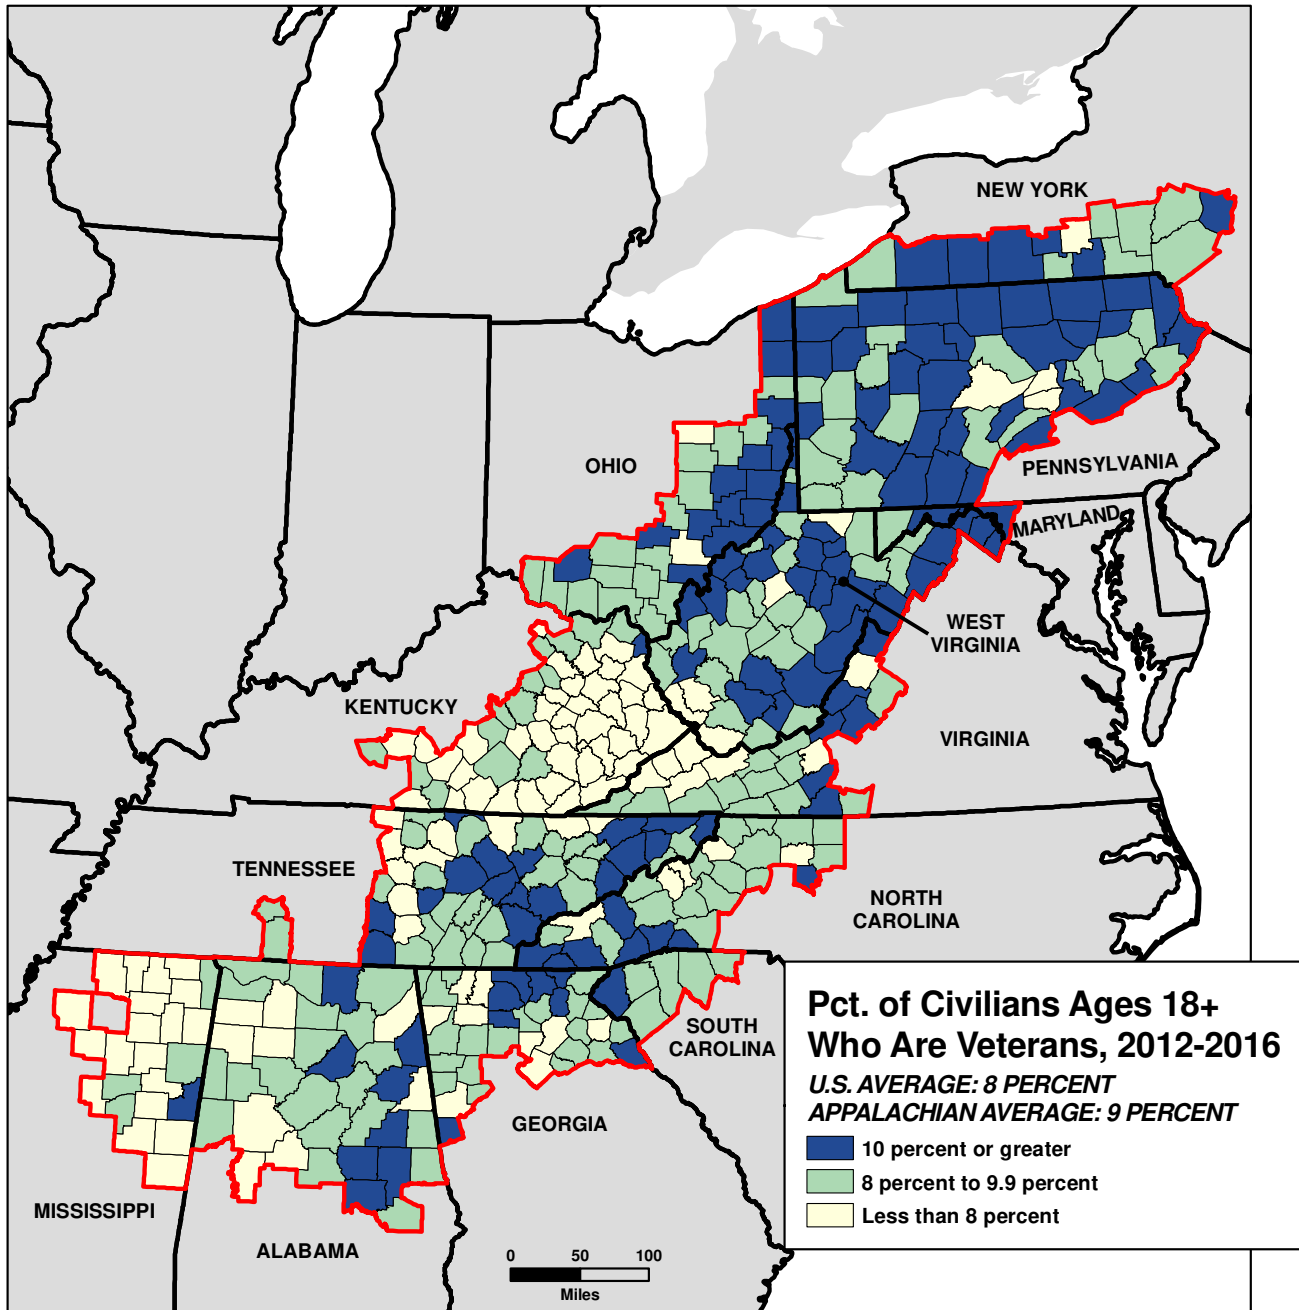 NEW YORK
OHIO
PENNSYLVANIA
MARYLAND
WEST
VIRGINIA
KENTUCKY
VIRGINIA
TENNESSEE
NORTH
CAROLINA
SOUTH
CAROLINA
GEORGIA
MISSISSIPPI
ALABAMA
0 50 100
Miles
Pct. of Civilians Ages 18+
Who Are Veterans, 2012-2016
U.S. AVERAGE: 8 PERCENT
APPALACHIAN AVERAGE: 9 PERCENT
10 percent or greater
8 percent to 9.9 percent
Less than 8 percent